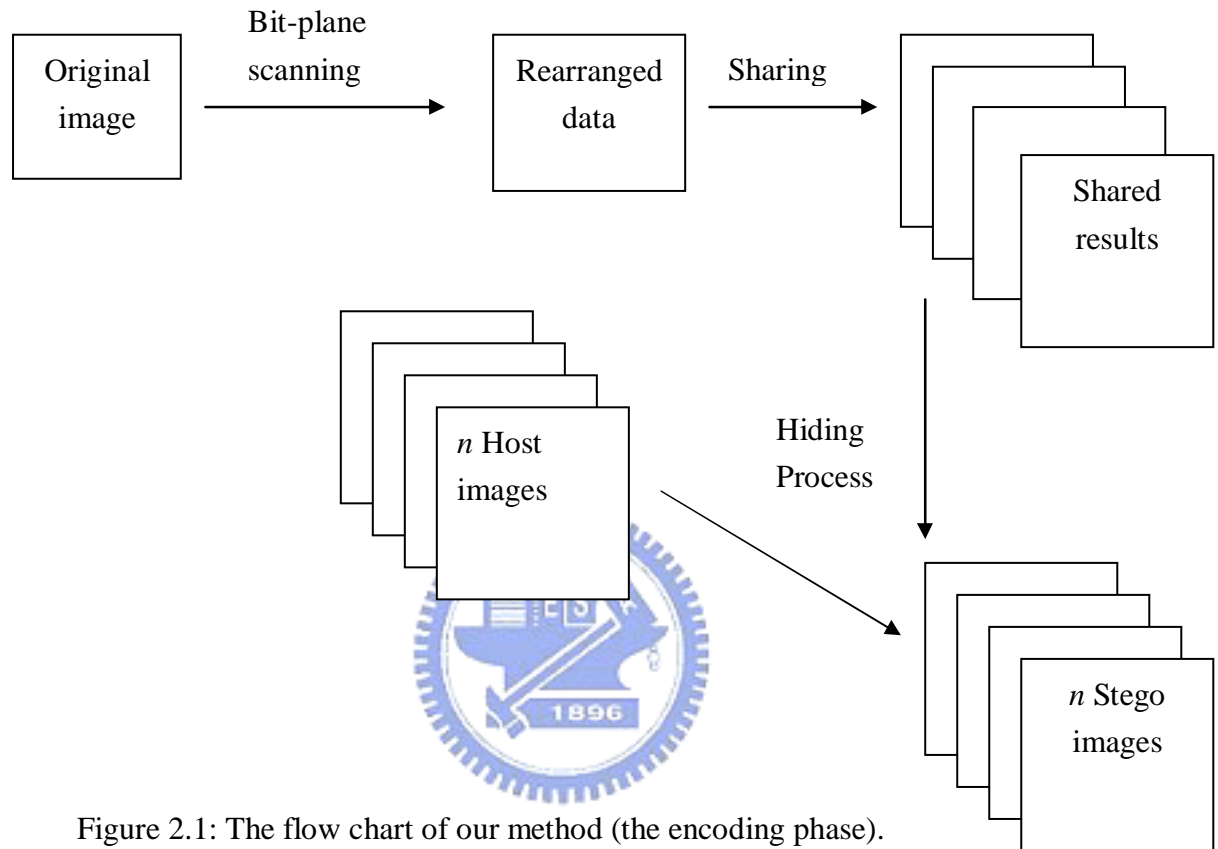 Bit-plane
scanning
Original
image
Rearranged
data
Sharing
Shared
results
n Host
images
Hiding
Process
E S
1896
n Stego
images
Figure 2.1: The flow chart of our method (the encoding phase).